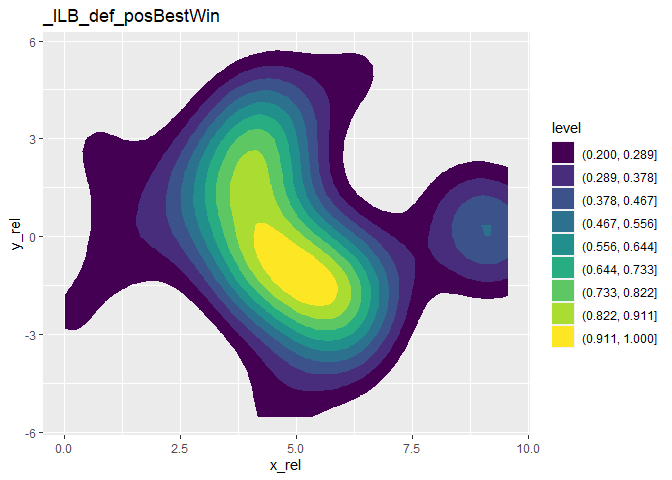 _ILB_def_posBestWin
6
3
0
-3
-6
y_rel
0.0 2.5 5.0 7.5 10.0
x_rel
level
(0.200, 0.289]
(0.289, 0.378]
(0.378, 0.467]
(0.467, 0.556]
(0.556, 0.644]
(0.644, 0.733]
(0.733, 0.822]
(0.822, 0.911]
(0.911, 1.000]